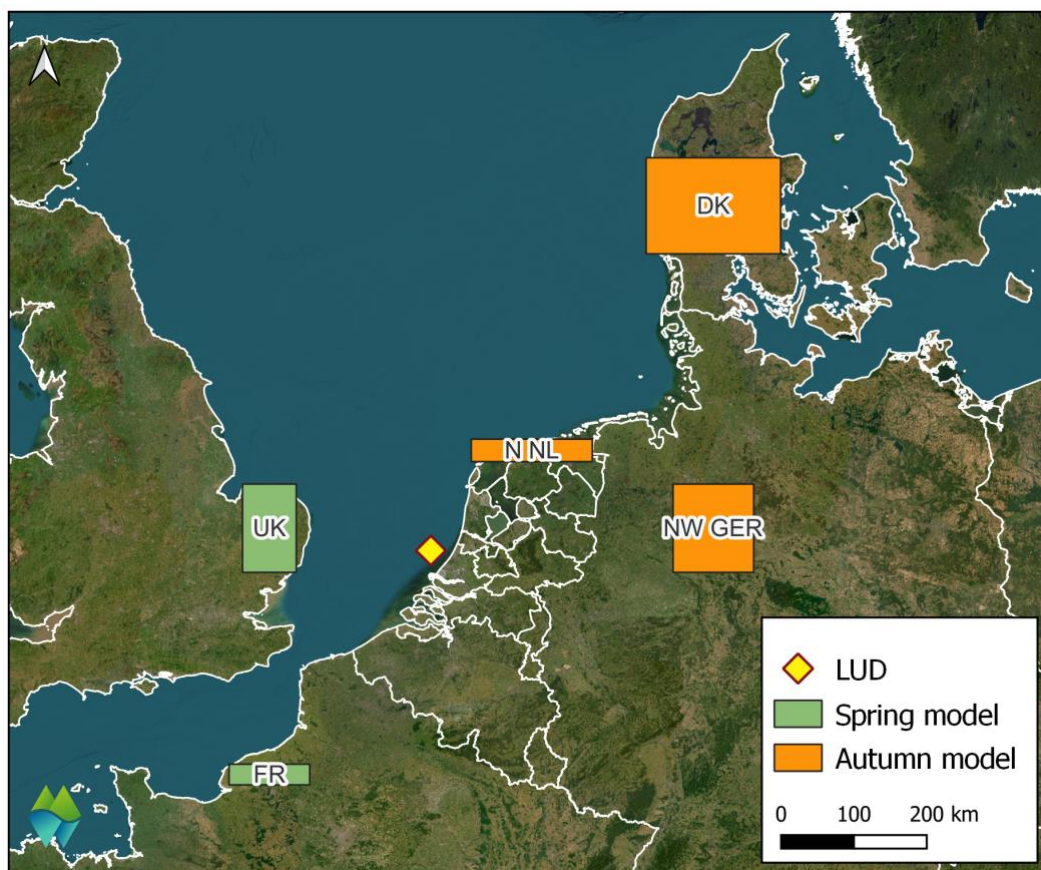 DK
N NL
UK
NW GER
FR
LUD
Spring model
Autumn model
0 100 200 km